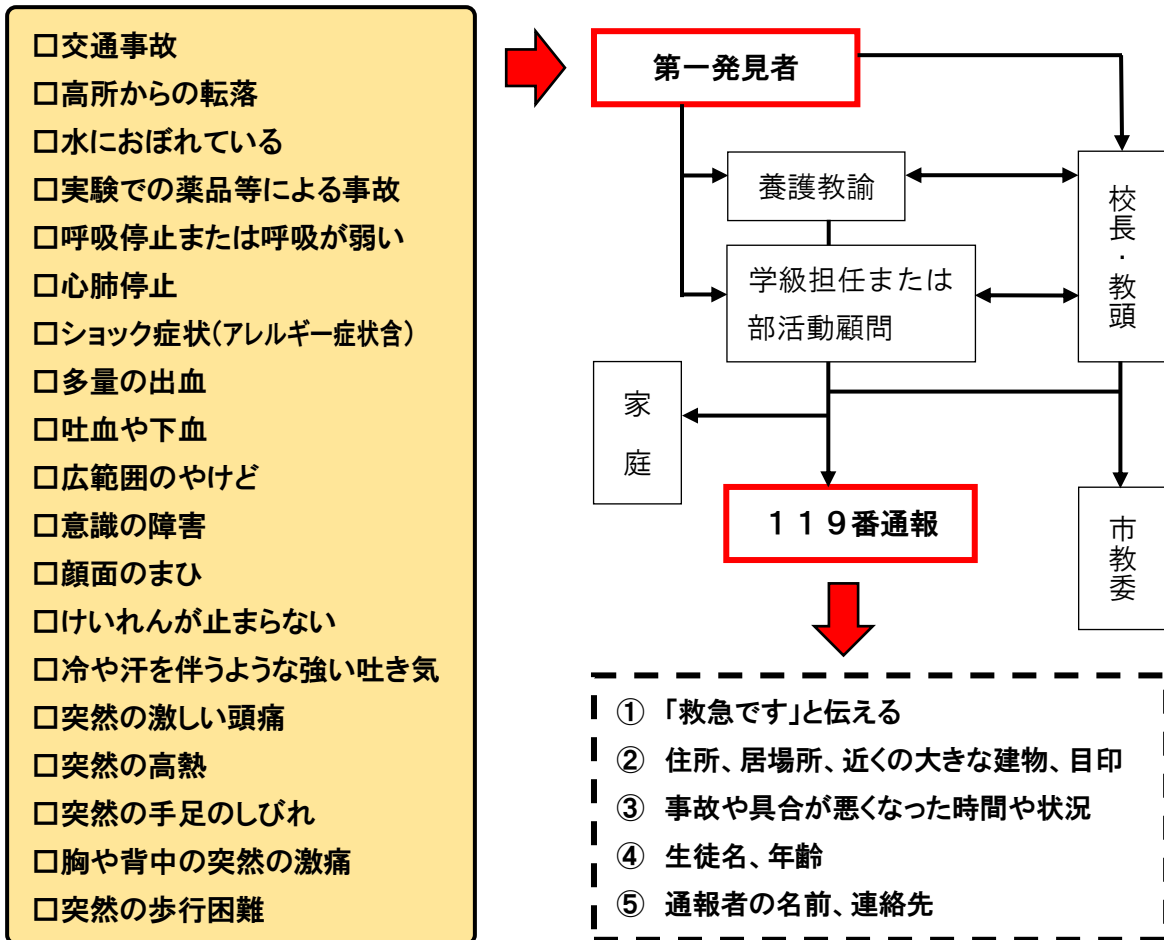 □交通事故
□高所からの転落
□水におぼれている
□実験での薬品等による事故
□呼吸停止または呼吸が弱い
□心肺停止
□ショック症状(アレルギー症状含)
□多量の出血
□吐血や下血
□広範囲のやけど
□意識の障害
□顔面のまひ
□けいれんが止まらない
□冷や汗を伴うような強い吐き気
□突然の激しい頭痛
□突然の高熱
□突然の手足のしびれ
□胸や背中の突然の激痛
□突然の歩行困難
第一発見者
養護教諭
学級担任または
部活動顧問
校長・教頭
家庭
119番通報
市教委
① 「救急です」と伝える
② 住所、居場所、近くの大きな建物、目印
③ 事故や具合が悪くなった時間や状況
④ 生徒名、年齢
⑤ 通報者の名前、連絡先